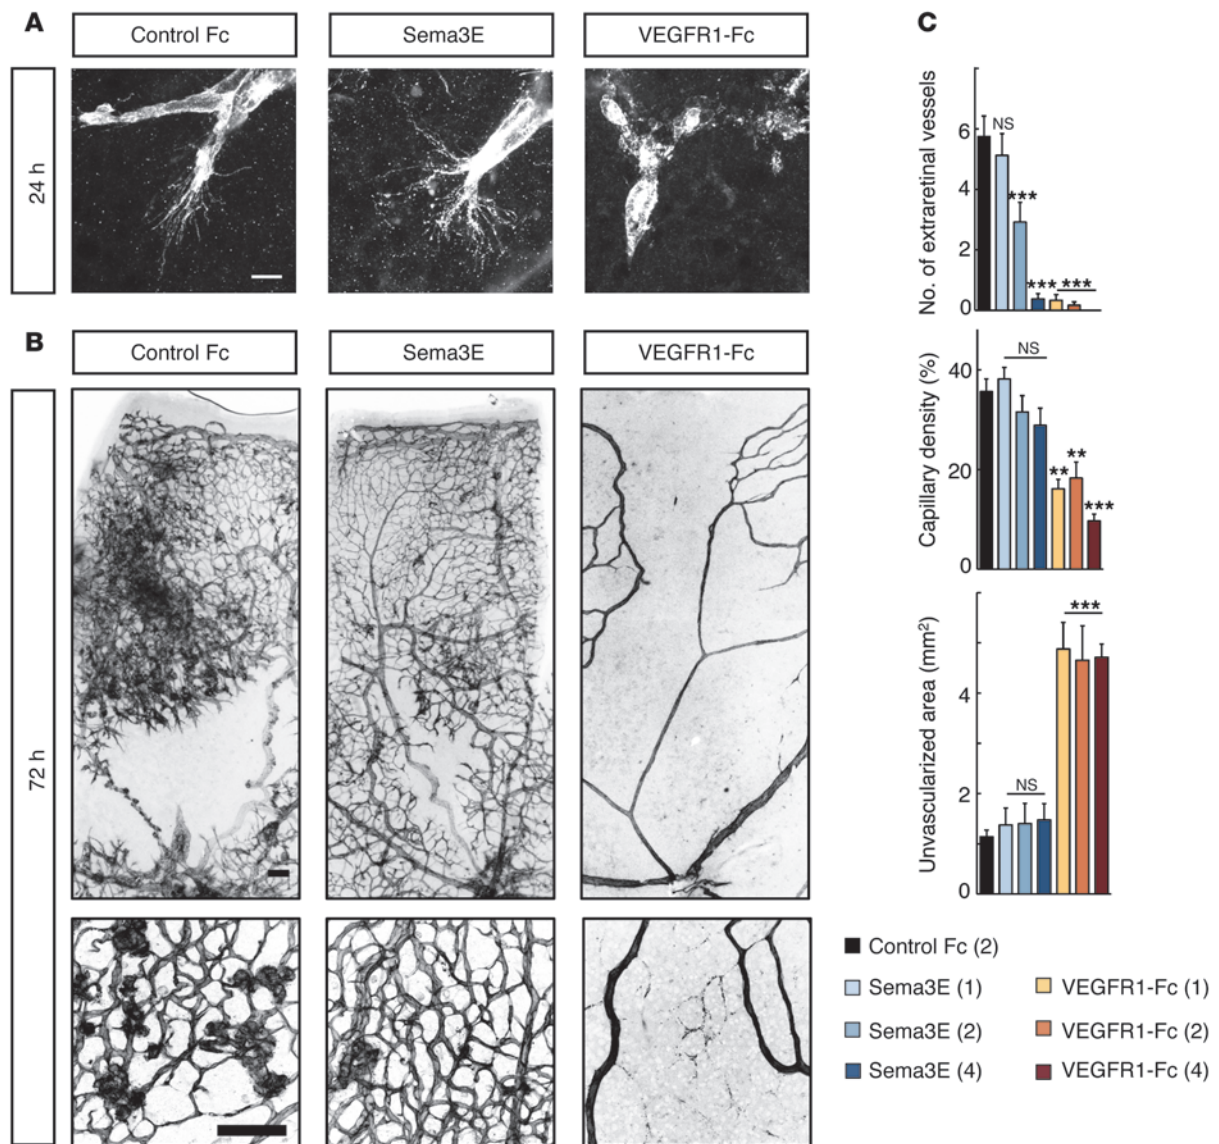 A
Control Fc
Sema3E
VEGFR1-Fc
24 h
B
Control Fc
Sema3E
VEGFR1-Fc
72 h
C
No. of extraretinal vessels
6
4
2
0
NS
***
***
***
Capillary density (%)
40
20
0
NS
**
**
***
Unvascularized area (mm²)
4
2
0
NS
***
Control Fc (2)
Sema3E (1)
VEGFR1-Fc (1)
Sema3E (2)
VEGFR1-Fc (2)
Sema3E (4)
VEGFR1-Fc (4)